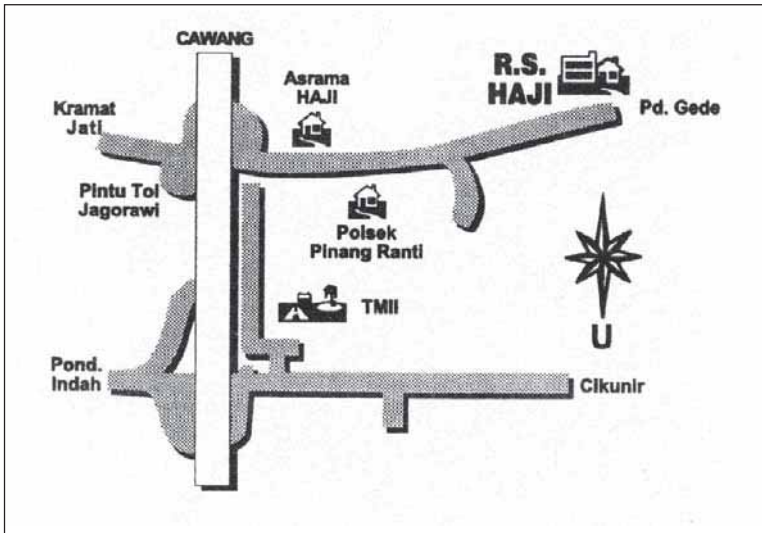 CAWANG
R.S.
HAJI
Asrama
HAJI
Kramat
Jati
Pd. Gede
Pintu Tol
Jagorawi
Polsek
Pinang Ranti
TMII
U
Pond.
Indah
Cikunir